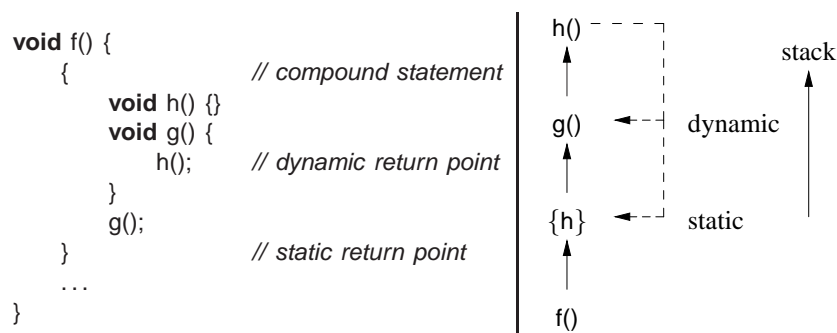 void f() {
{ // compound statement
void h() {}
void g() {
h(); // dynamic return point
}
g();
} // static return point
. . .
}
h()
stack
g()
dynamic
{h}
static
f()